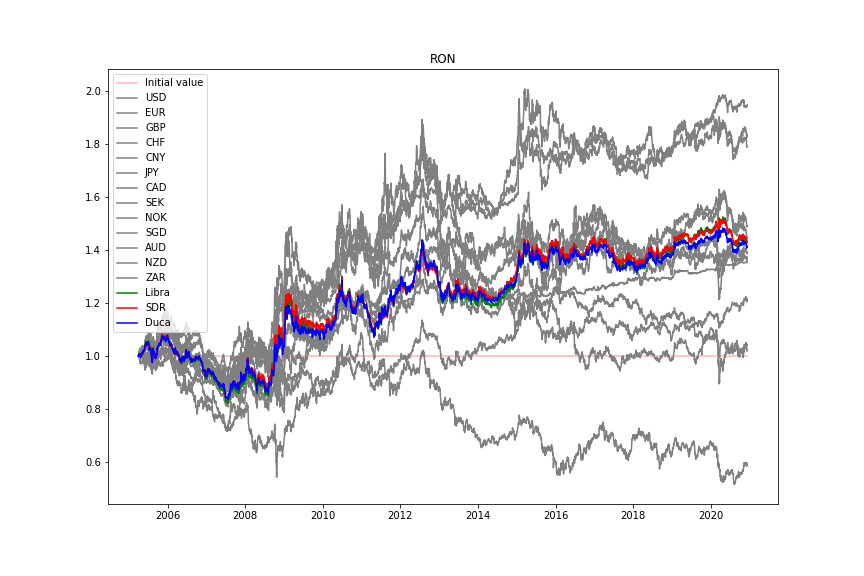 RON
Initial value
USD
EUR
GBP
CHF
CNY
JPY
CAD
SEK
NOK
SGD
AUD
NZD
ZAR
Libra
SDR
Duca
2.0
1.8
1.6
1.4
1.2
1.0
0.8
0.6
2006 2008 2010 2012 2014 2016 2018 2020